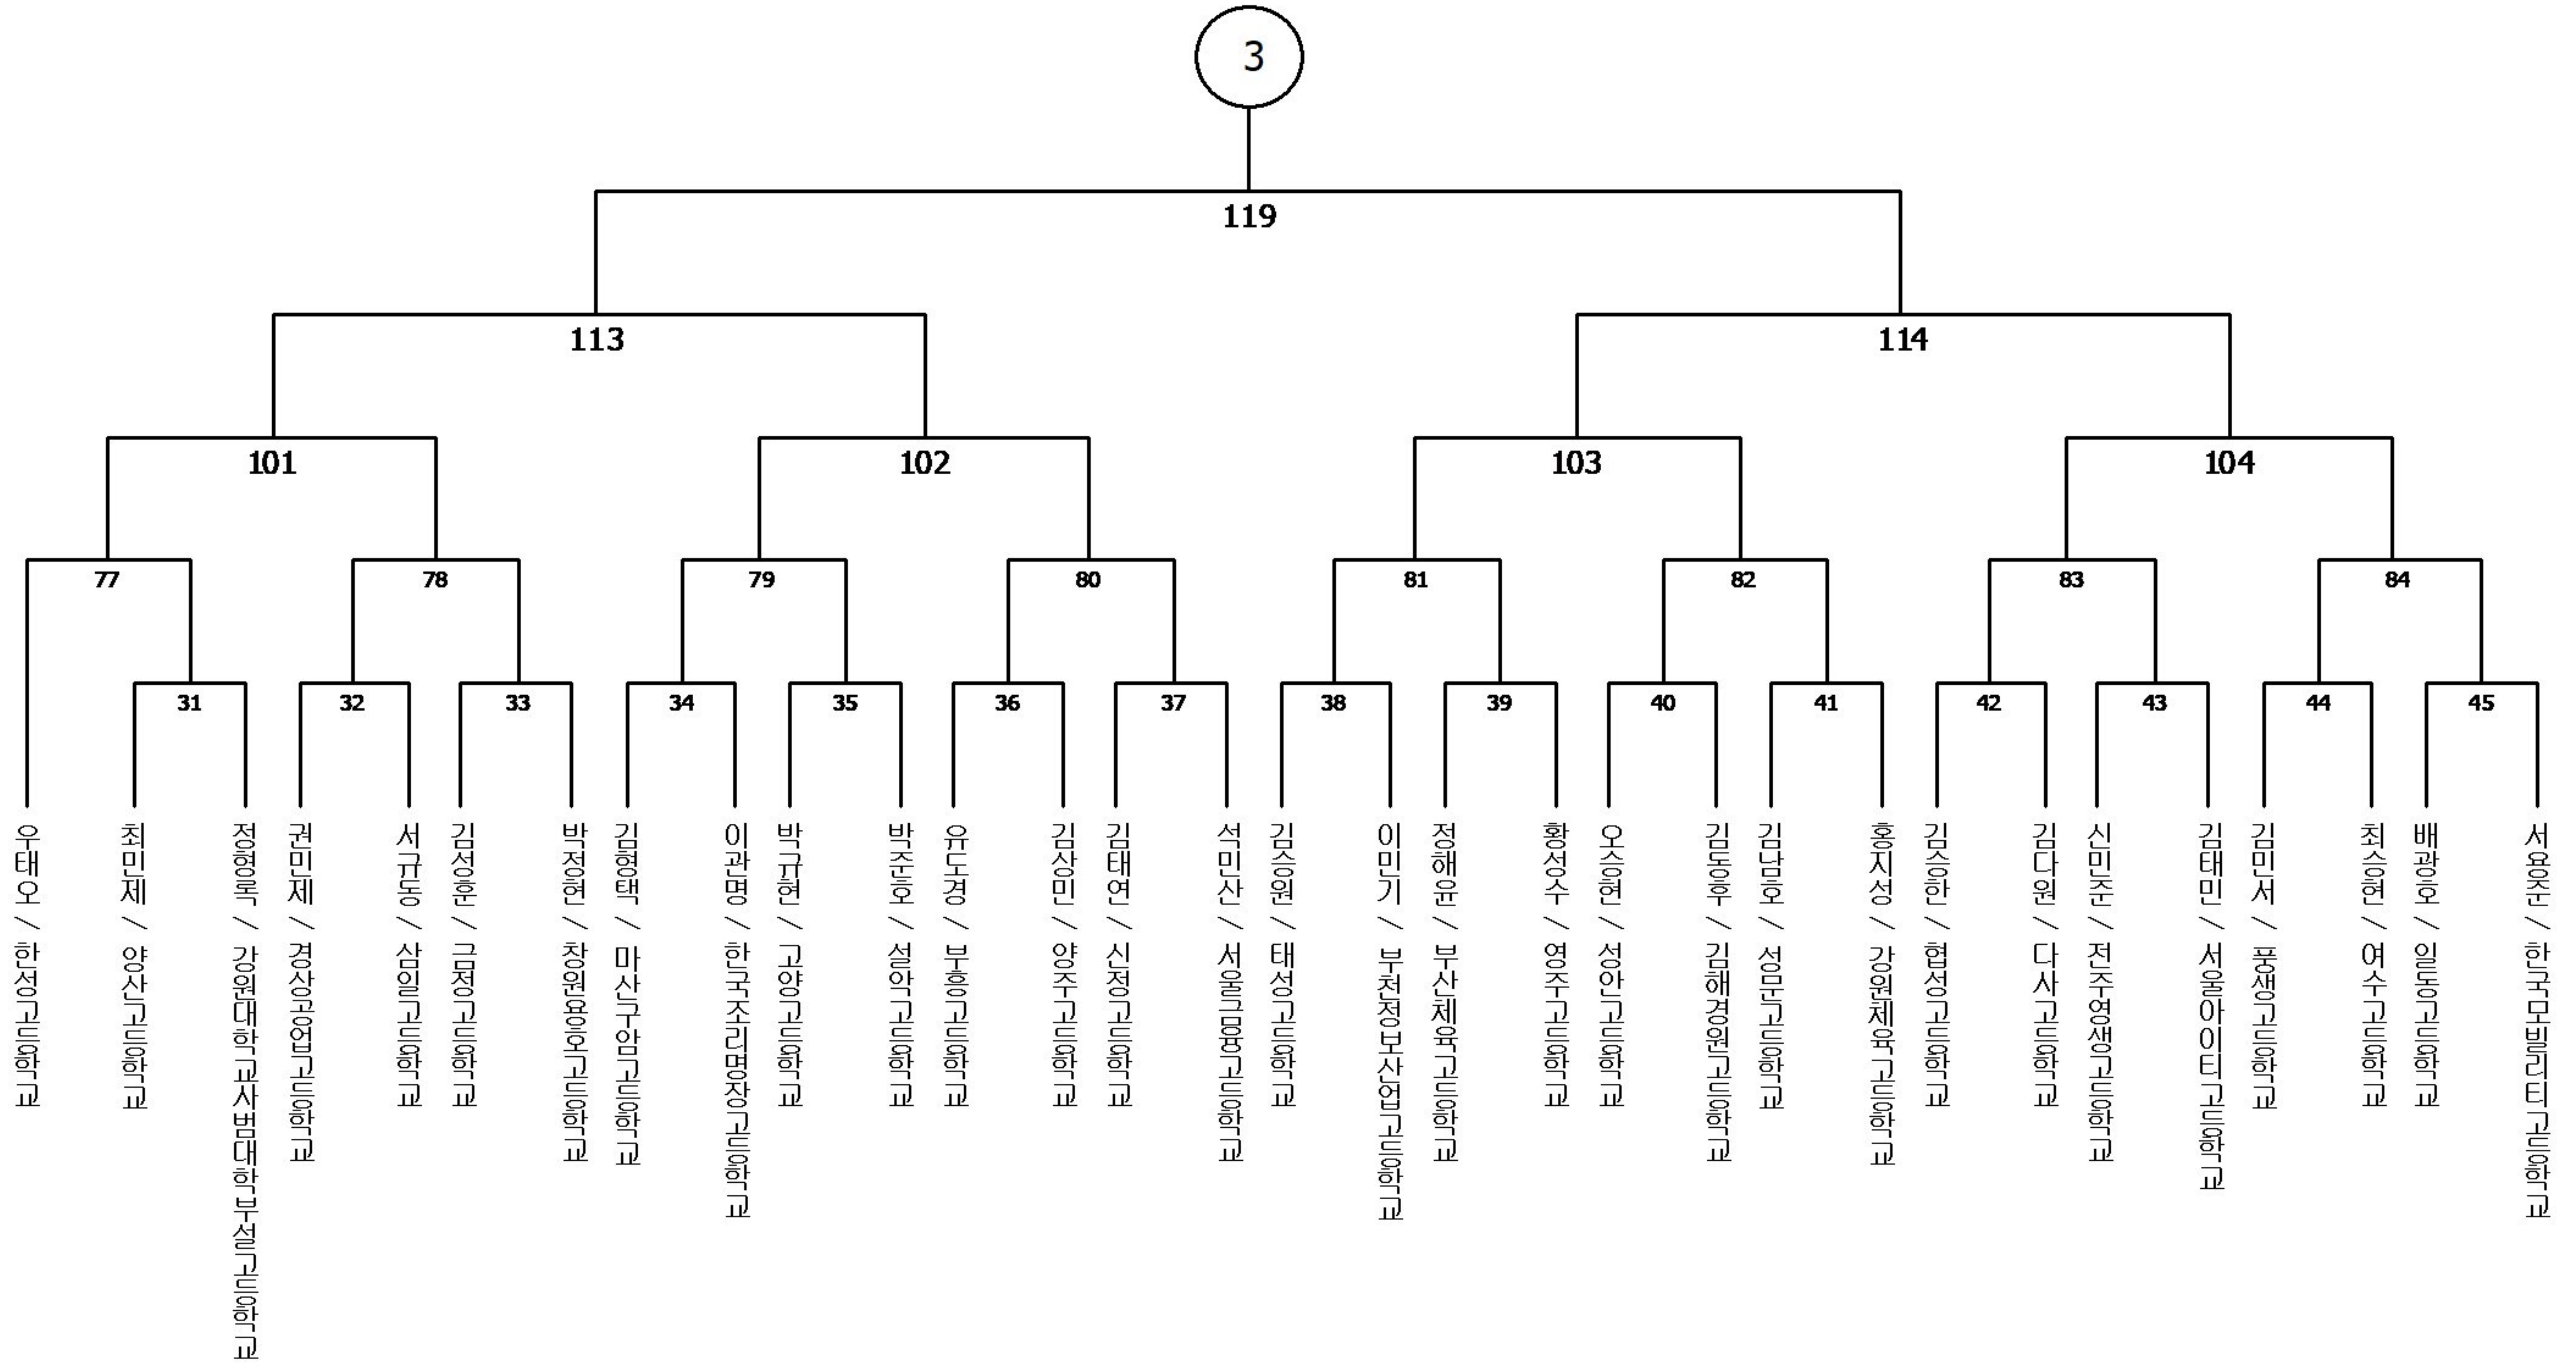 3
119
113
114
101
102
103
104
77
78
79
80
81
82
83
84
31
32
33
34
35
36
37
38
39
40
41
42
43
44
45
우태오 / 한성고등학교
최민제 / 양산고등학교
정형록 / 강원대학교사범대학부설고등학교
권민제 / 경상공업고등학교
서규동 / 삼일고등학교
김성훈 / 금정고등학교
박정현 / 창원용호고등학교
김형택 / 마산구암고등학교
이관명 / 한국조리명장고등학교
박규현 / 고양고등학교
박준호 / 설악고등학교
유도경 / 부흥고등학교
김상민 / 양주고등학교
김태연 / 신정고등학교
석민산 / 서울금융고등학교
김승원 / 태성고등학교
이민기 / 부천정보산업고등학교
정해윤 / 부산체육고등학교
황성수 / 영주고등학교
오승현 / 성안고등학교
김동후 / 김해경원고등학교
김남호 / 성문고등학교
홍지성 / 강원체육고등학교
김승한 / 협성고등학교
김다원 / 다사고등학교
신민준 / 전주영생고등학교
김태민 / 서울아이티고등학교
김민서 / 풍생고등학교
최승현 / 여수고등학교
배광호 / 일동고등학교
서용준 / 한국모빌리티고등학교